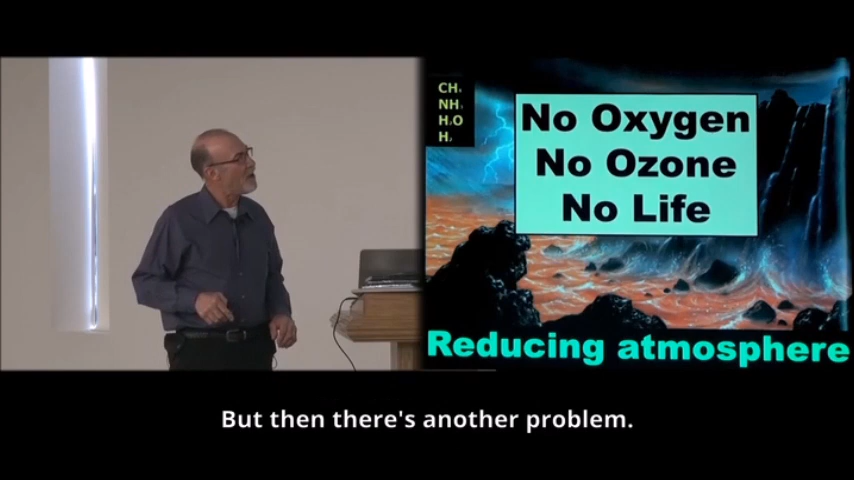 CH₄
NH₃
H₂O
H₂
No Oxygen
No Ozone
No Life
Reducing atmosphere
But then there's another problem.